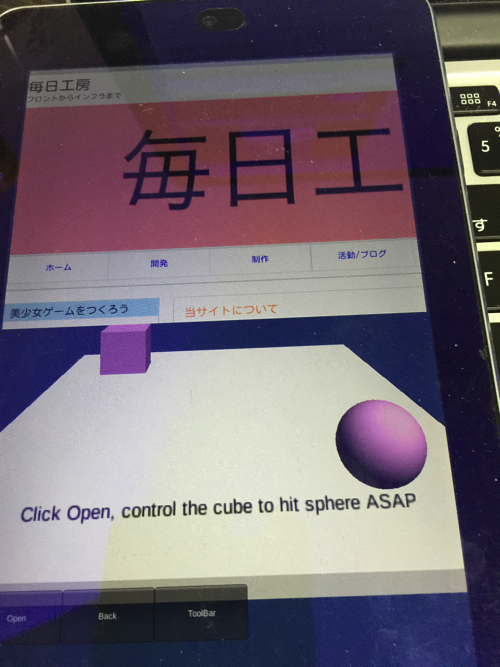 毎日工房
フロントからインフラまで
毎日工
ホーム 開発 制作 活動/ブログ
美少女ゲームをつくろう 当サイトについて
Click Open, control the cube to hit sphere ASAP
Open Back ToolBar
F4
5
す
F